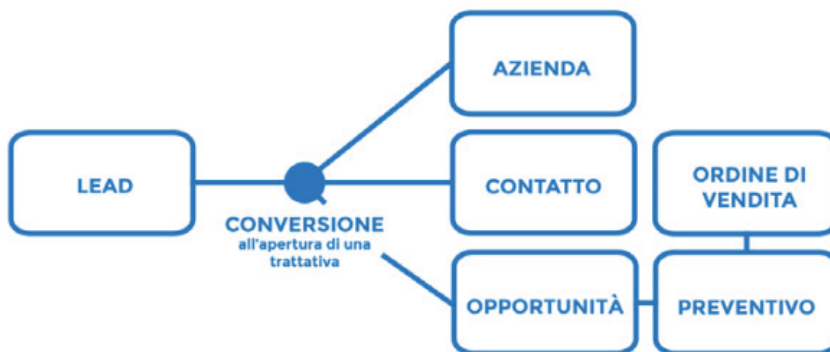 AZIENDA
LEAD
CONVERSIONE
all'apertura di una
trattativa
CONTATTO
ORDINE DI
VENDITA
OPPORTUNITÀ
PREVENTIVO